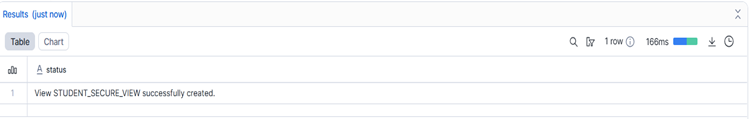 Results (just now)
Table Chart 1 row 166ms
A status
1 View STUDENT_SECURE_VIEW successfully created.